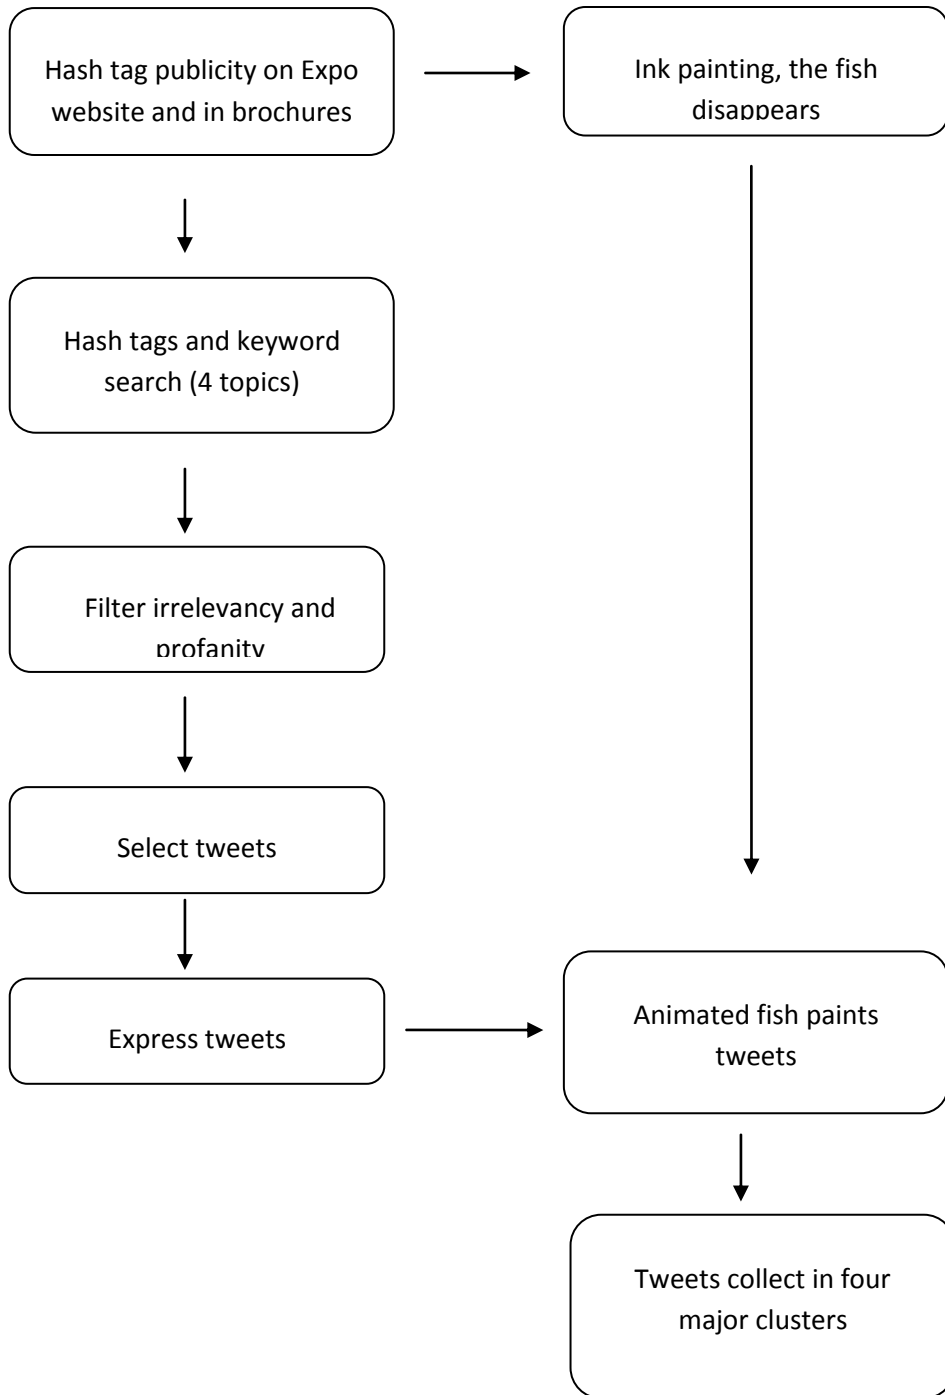 Hash tag publicity on Expo
website and in brochures
Ink painting, the fish
disappears
Hash tags and keyword
search (4 topics)
Filter irrelevancy and
profanity
Select tweets
Express tweets
Animated fish paints
tweets
Tweets collect in four
major clusters